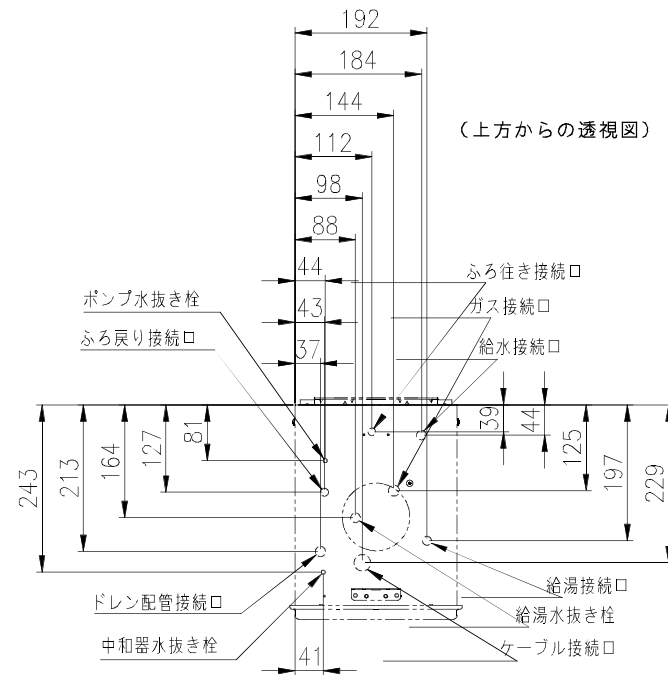 192
184
144
(上方からの透視図)
112
98
88
44
ふろ往き接続口
ポンプ水抜き栓
43
ガス接続口
ふろ戻り接続口
37
給水接続口
243
213
164
127
81
39
44
125
197
229
ドレン配管接続口
給湯接続口
給湯水抜き栓
中和器水抜き栓
41
ケーブル接続口